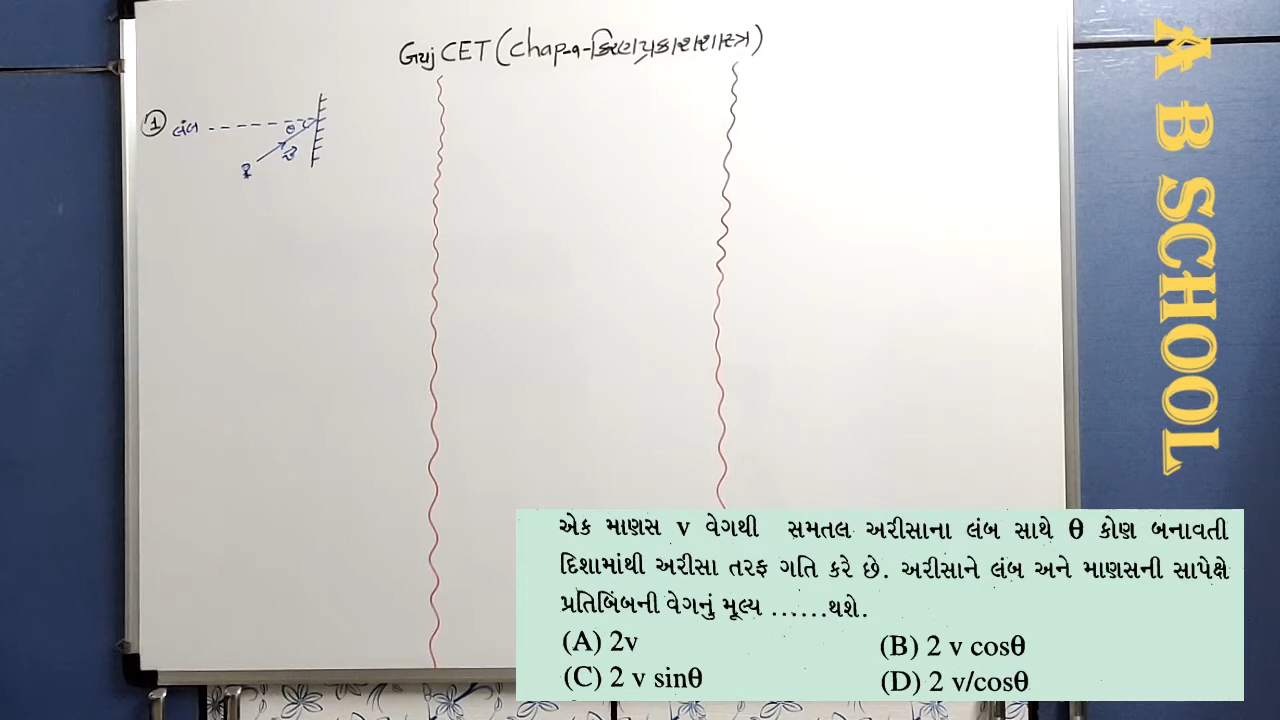 Guj CET (Chap-૧-કિરણપ્રકાશશાસ્ત્ર)
1 લંબ
θ
A B SCHOOL
એક માણસ v વેગથી સમતલ અરીસાના લંબ સાથે θ કોણ બનાવતી
દિશામાંથી અરીસા તરફ ગતિ કરે છે. અરીસાને લંબ અને માણસની સાપેક્ષે
પ્રતિબિંબની વેગનું મૂલ્ય ......થશે.
(A) 2v
(B) 2 v cosθ
(C) 2 v sinθ
(D) 2 v/cosθ